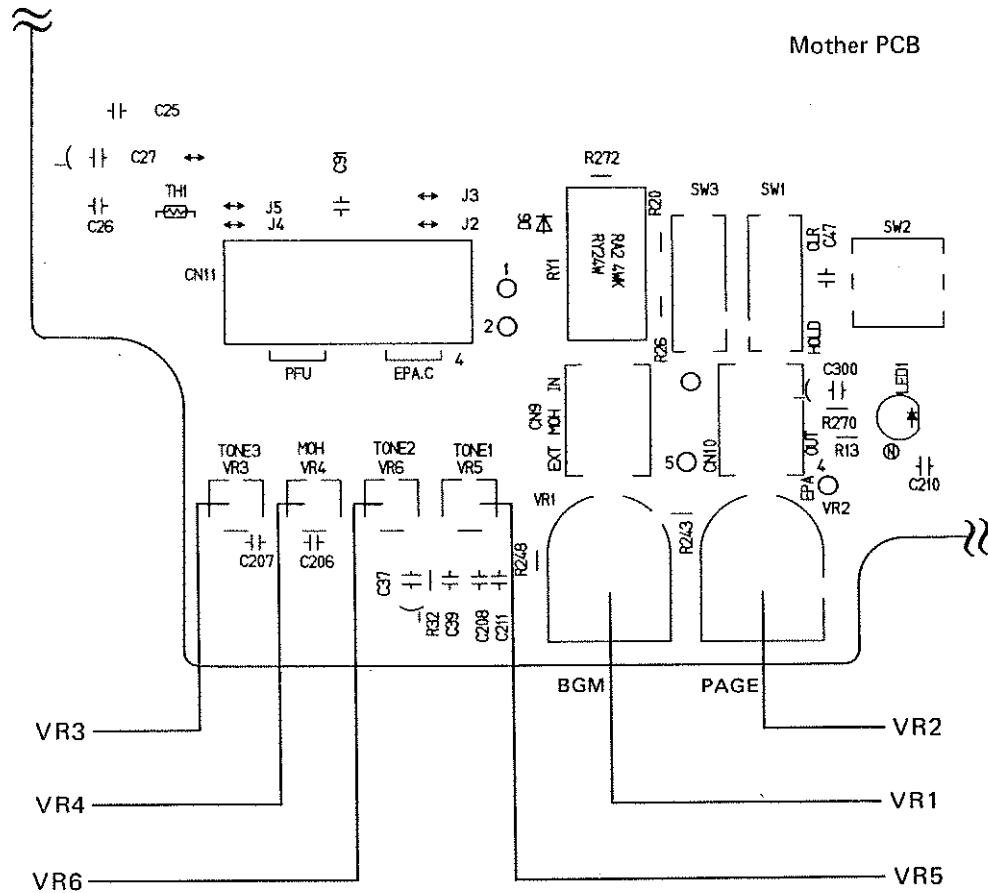 Mother PCB
C25
C27
C91
R272
TH1
C26
J5
J4
J3
J2
D6
RY1
RA2 4WK
RY24W
R20
SW3
SW1
CLR
C47
SW2
CN11
1
2
R26
HOLD
PFU
EPA.C
4
CN9
EXT MOH IN
C300
LED1
R270
R13
N
OUT
EPA
CN10
5
4
C210
TONE3
VR3
MOH
VR4
TONE2
VR6
TONE1
VR5
VR1
VR2
C207
C206
R248
R243
C37
R32
C39
C208
C211
BGM
PAGE
VR3
VR2
VR4
VR1
VR6
VR5